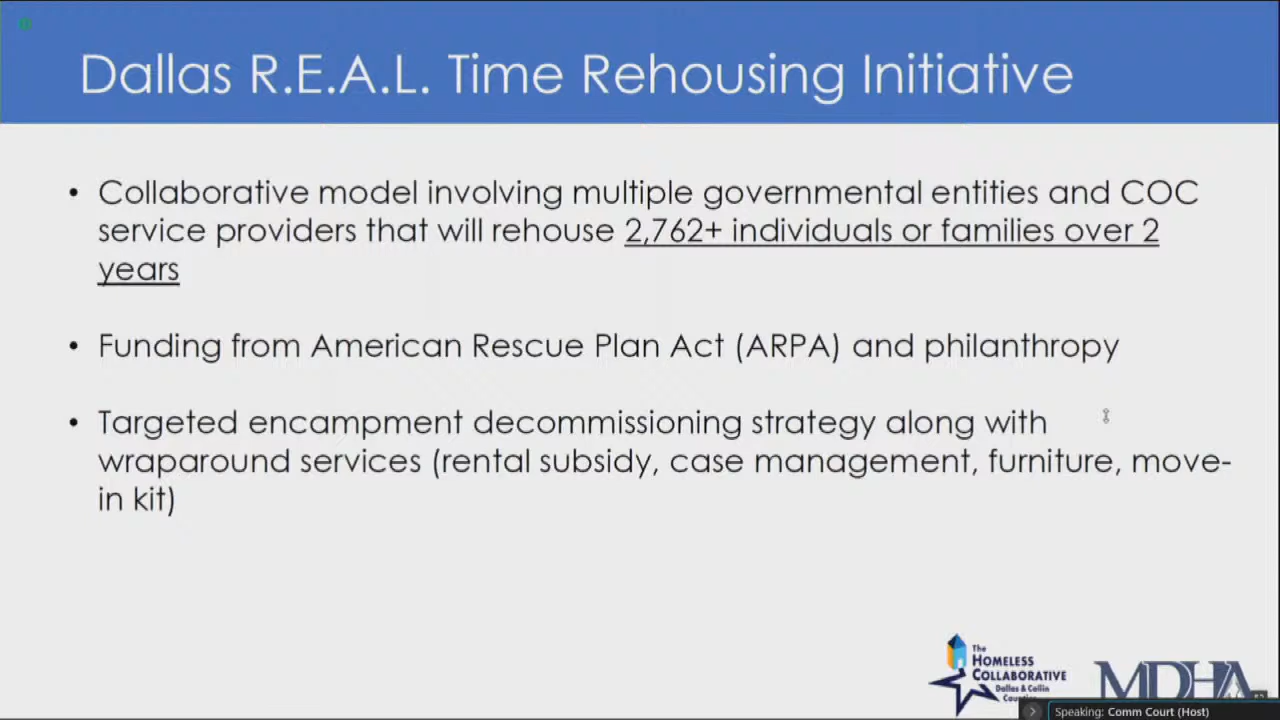 Dallas R.E.A.L. Time Rehousing Initiative
• Collaborative model involving multiple governmental entities and COC
service providers that will rehouse 2,762+ individuals or families over 2
years
• Funding from American Rescue Plan Act (ARPA) and philanthropy
• Targeted encampment decommissioning strategy along with
wraparound services (rental subsidy, case management, furniture, move-
in kit)
The
HOMELESS
COLLABORATIVE
Dallas & Collin
MDHA
Speaking: Comm Court (Host)